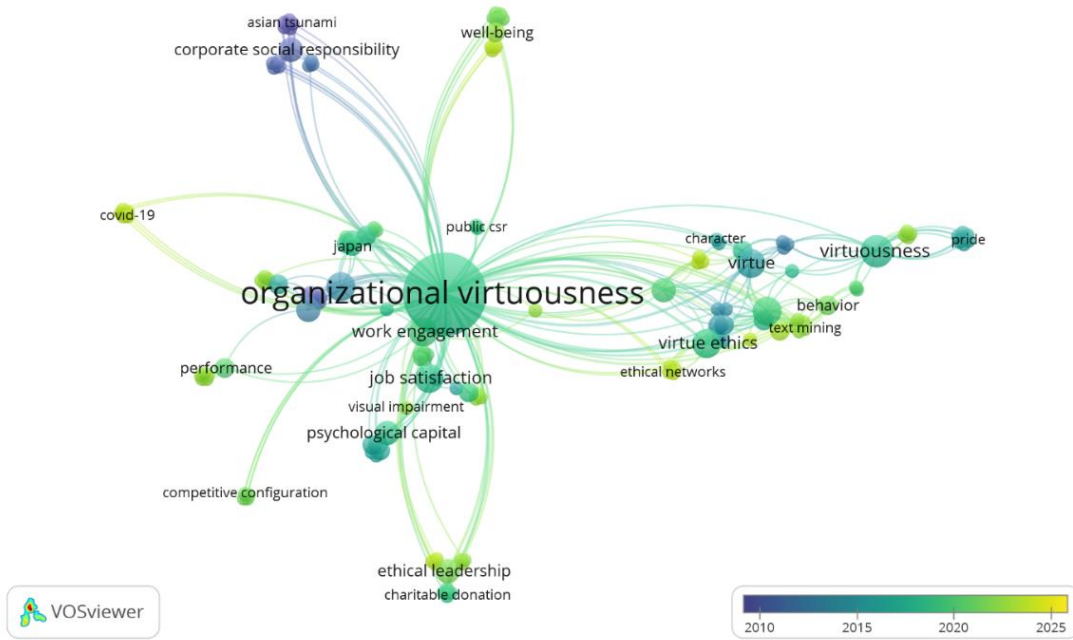 asian tsunami
corporate social responsibility
well-being
covid-19
japan
public csr
character
virtuousness
pride
virtue
organizational virtuousness
behavior
text mining
work engagement
virtue ethics
ethical networks
performance
job satisfaction
visual impairment
psychological capital
competitive configuration
ethical leadership
charitable donation
VOSviewer
2010 2015 2020 2025